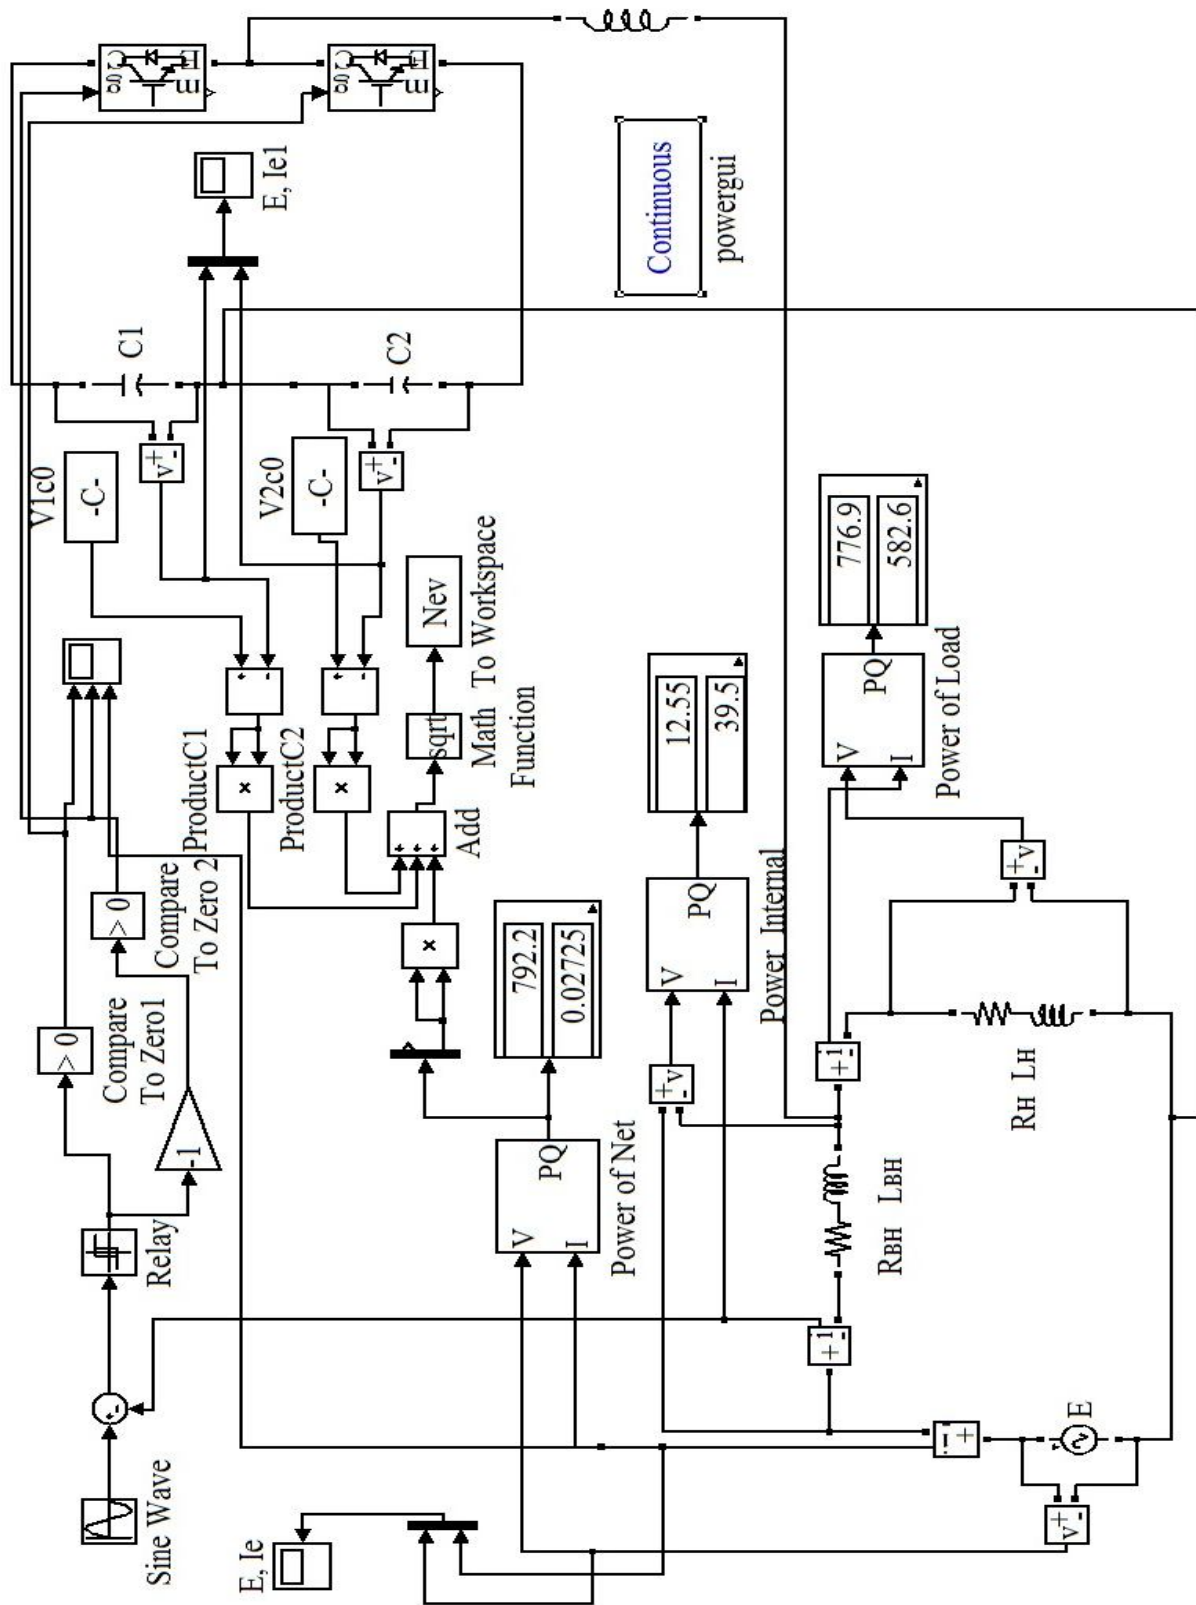 Sine Wave
Relay
> 0
Compare
To Zero1
-1
> 0
Compare
To Zero 2
V1c0
-C-
v
+
-
C1
E, Ie1
C
g
m
E
C
g
m
E
V2c0
-C-
v
+
-
C2
ProductC1
×
ProductC2
×
Add
sqrt
Math
Function
Nev
To Workspace
×
E, Ie
V
I
PQ
Power of Net
792.2
0.02725
V
I
PQ
Power Internal
12.55
39.5
V
I
PQ
Power of Load
776.9
582.6
Continuous
powergui
+
i
-
RBH LBH
+
-
v
+
i
-
RH LH
+
-
v
+
i
-
E
v
+
-